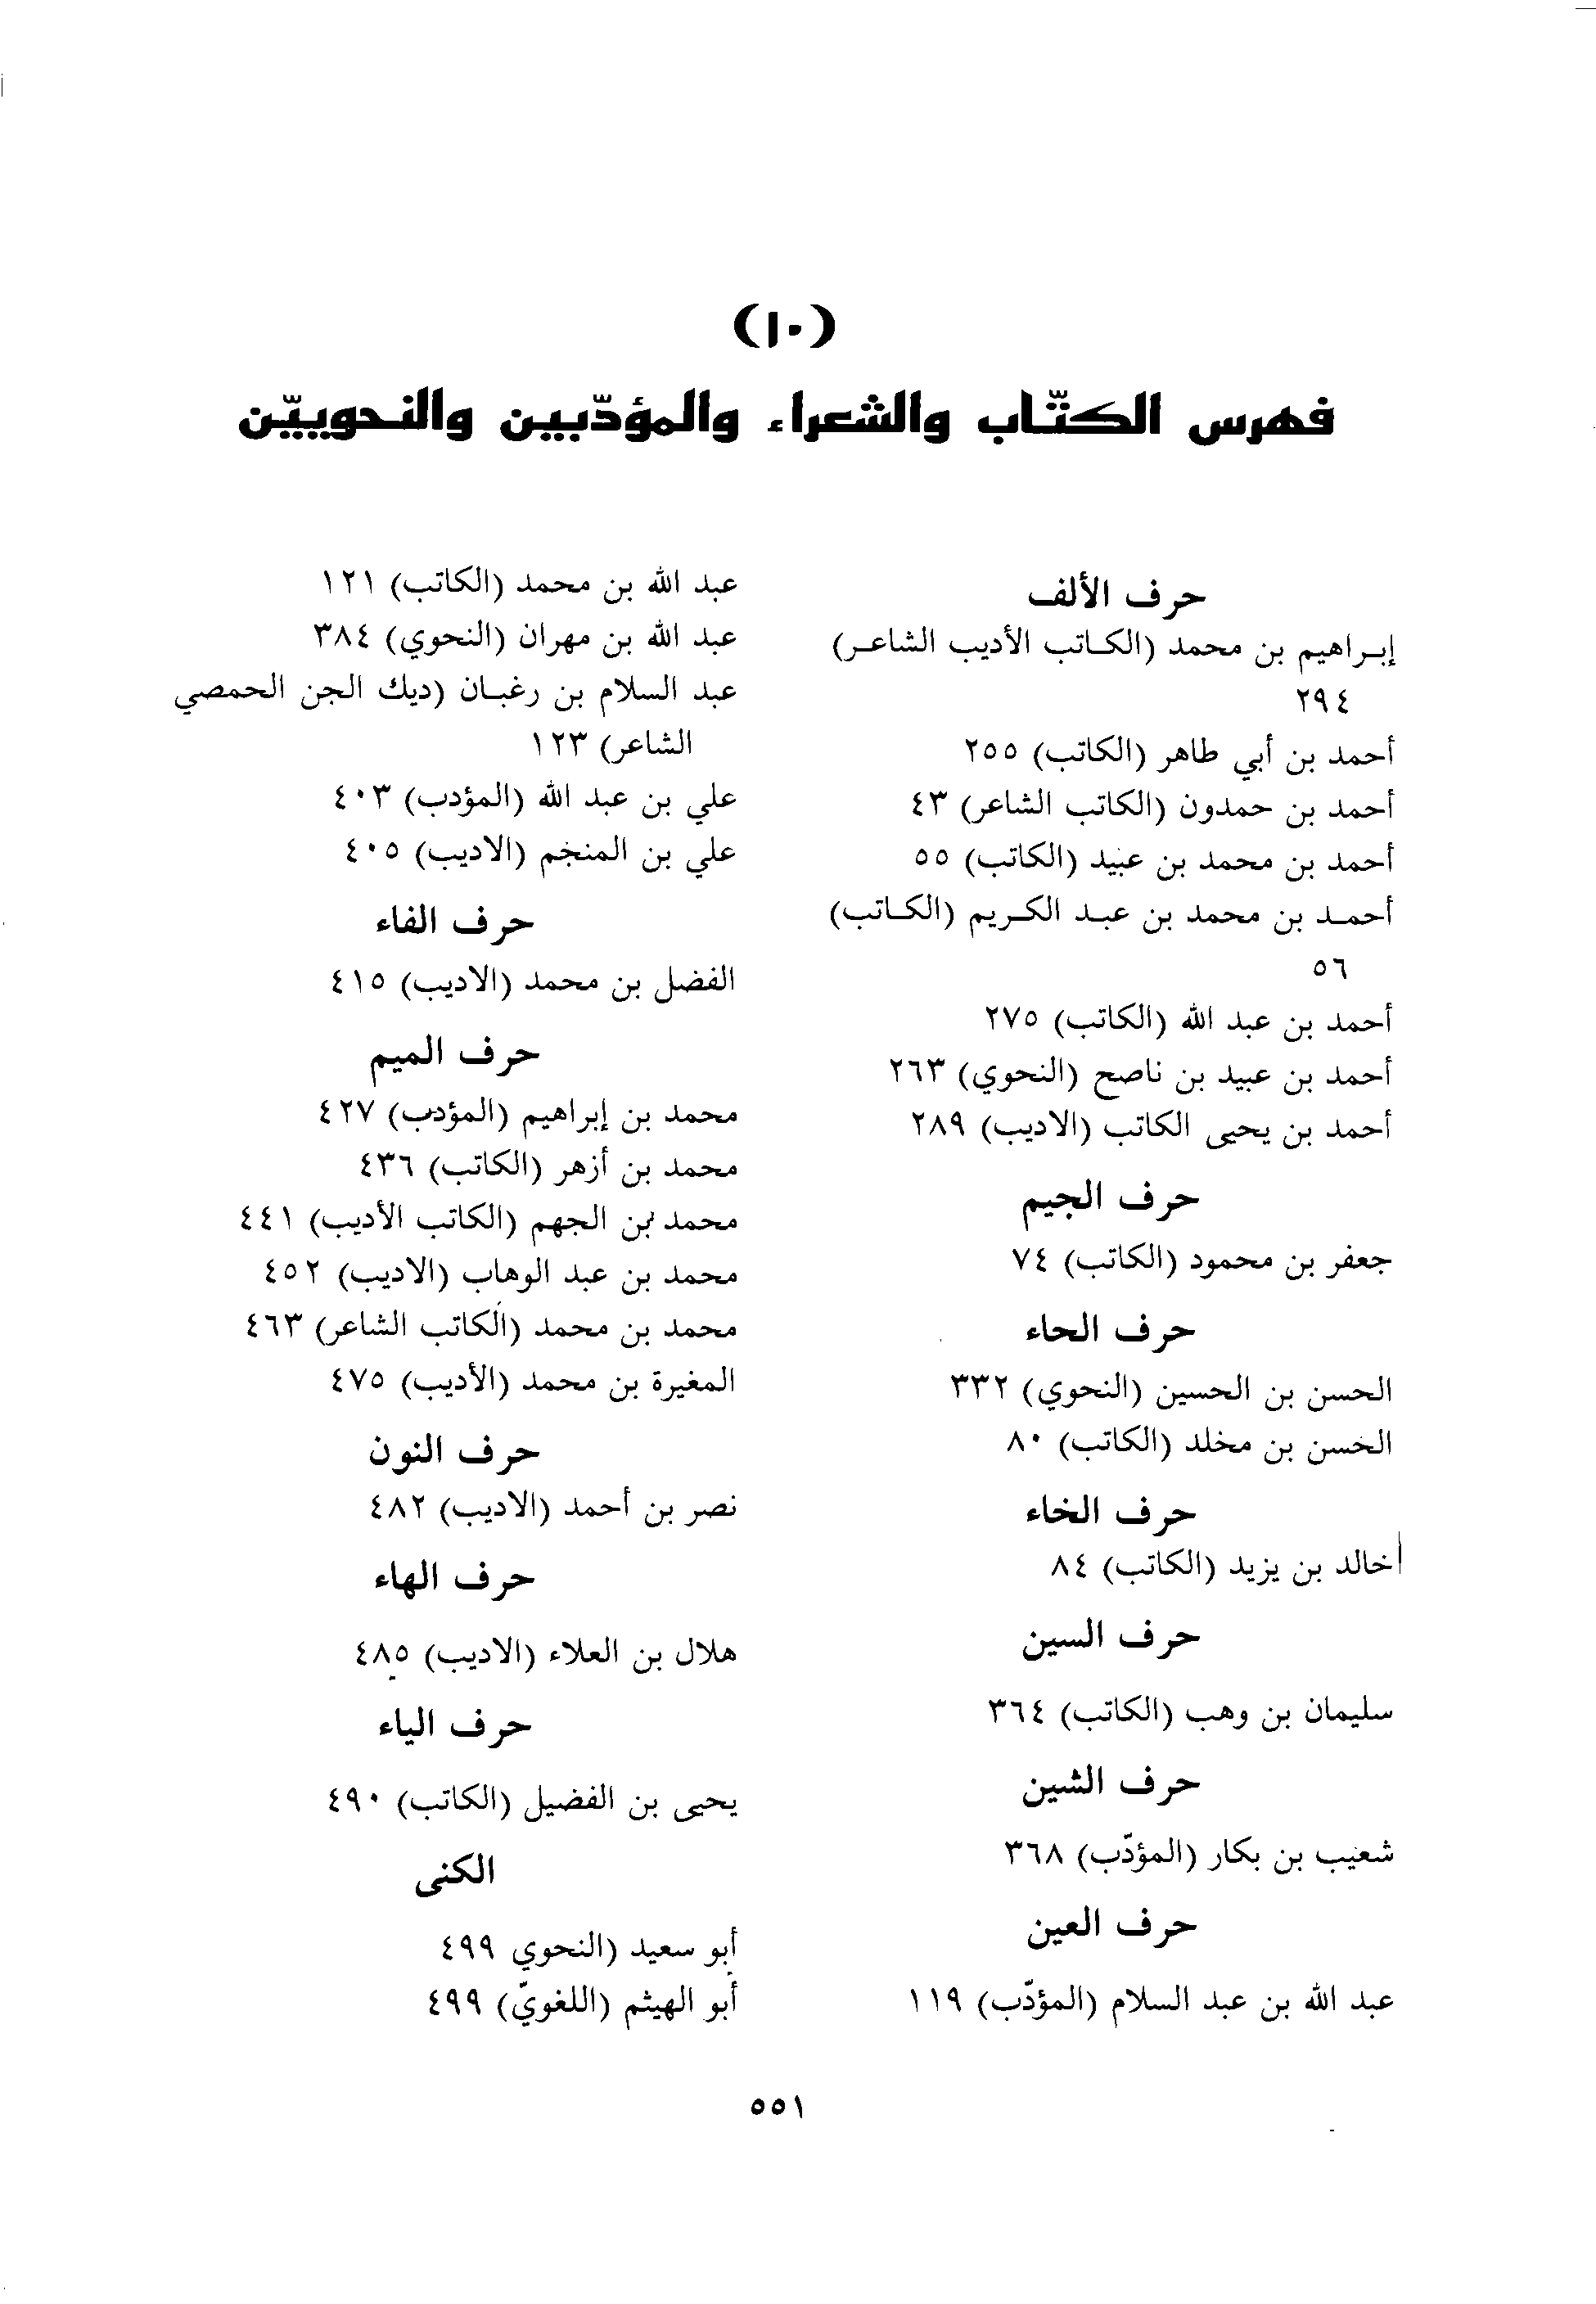 (١٠)
فهرس الكتّاب والشعراء والمؤدّبين والنحوييّن
حرف الألف
إبراهيم بن محمد (الكاتب الأديب الشاعر)
٢٩٤
أحمد بن أبي طاهر (الكاتب) ٢٥٥
أحمد بن حمدون (الكاتب الشاعر) ٤٣
أحمد بن محمد بن عبيد (الكاتب) ٥٥
أحمد بن محمد بن عبد الكريم (الكاتب)
٥٦
أحمد بن عبد الله (الكاتب) ٢٧٥
أحمد بن عبيد بن ناصح (النحوي) ٢٦٣
أحمد بن يحيى الكاتب (الاديب) ٢٨٩
حرف الجيم
جعفر بن محمود (الكاتب) ٧٤
حرف الحاء
الحسن بن الحسين (النحوي) ٣٣٢
الحسن بن مخلد (الكاتب) ٨٠
حرف الخاء
خالد بن يزيد (الكاتب) ٨٤
حرف السين
سليمان بن وهب (الكاتب) ٣٦٤
حرف الشين
شعيب بن بكار (المؤدّب) ٣٦٨
حرف العين
عبد الله بن عبد السلام (المؤدّب) ١١٩
عبد الله بن محمد (الكاتب) ١٢١
عبد الله بن مهران (النحوي) ٣٨٤
عبد السلام بن رغبان (ديك الجن الحمصي
الشاعر) ١٢٣
علي بن عبد الله (المؤدب) ٤٠٣
علي بن المنجم (الاديب) ٤٠٥
حرف الفاء
الفضل بن محمد (الاديب) ٤١٥
حرف الميم
محمد بن إبراهيم (المؤدب) ٤٢٧
محمد بن أزهر (الكاتب) ٤٣٦
محمد بن الجهم (الكاتب الأديب) ٤٤١
محمد بن عبد الوهاب (الاديب) ٤٥٢
محمد بن محمد (الكاتب الشاعر) ٤٦٣
المغيرة بن محمد (الأديب) ٤٧٥
حرف النون
نصر بن أحمد (الاديب) ٤٨٢
حرف الهاء
هلال بن العلاء (الاديب) ٤٨٥
حرف الياء
يحيى بن الفضيل (الكاتب) ٤٩٠
الكنى
أبو سعيد (النحوي ٤٩٩
أبو الهيثم (اللغويّ) ٤٩٩
٥٥١